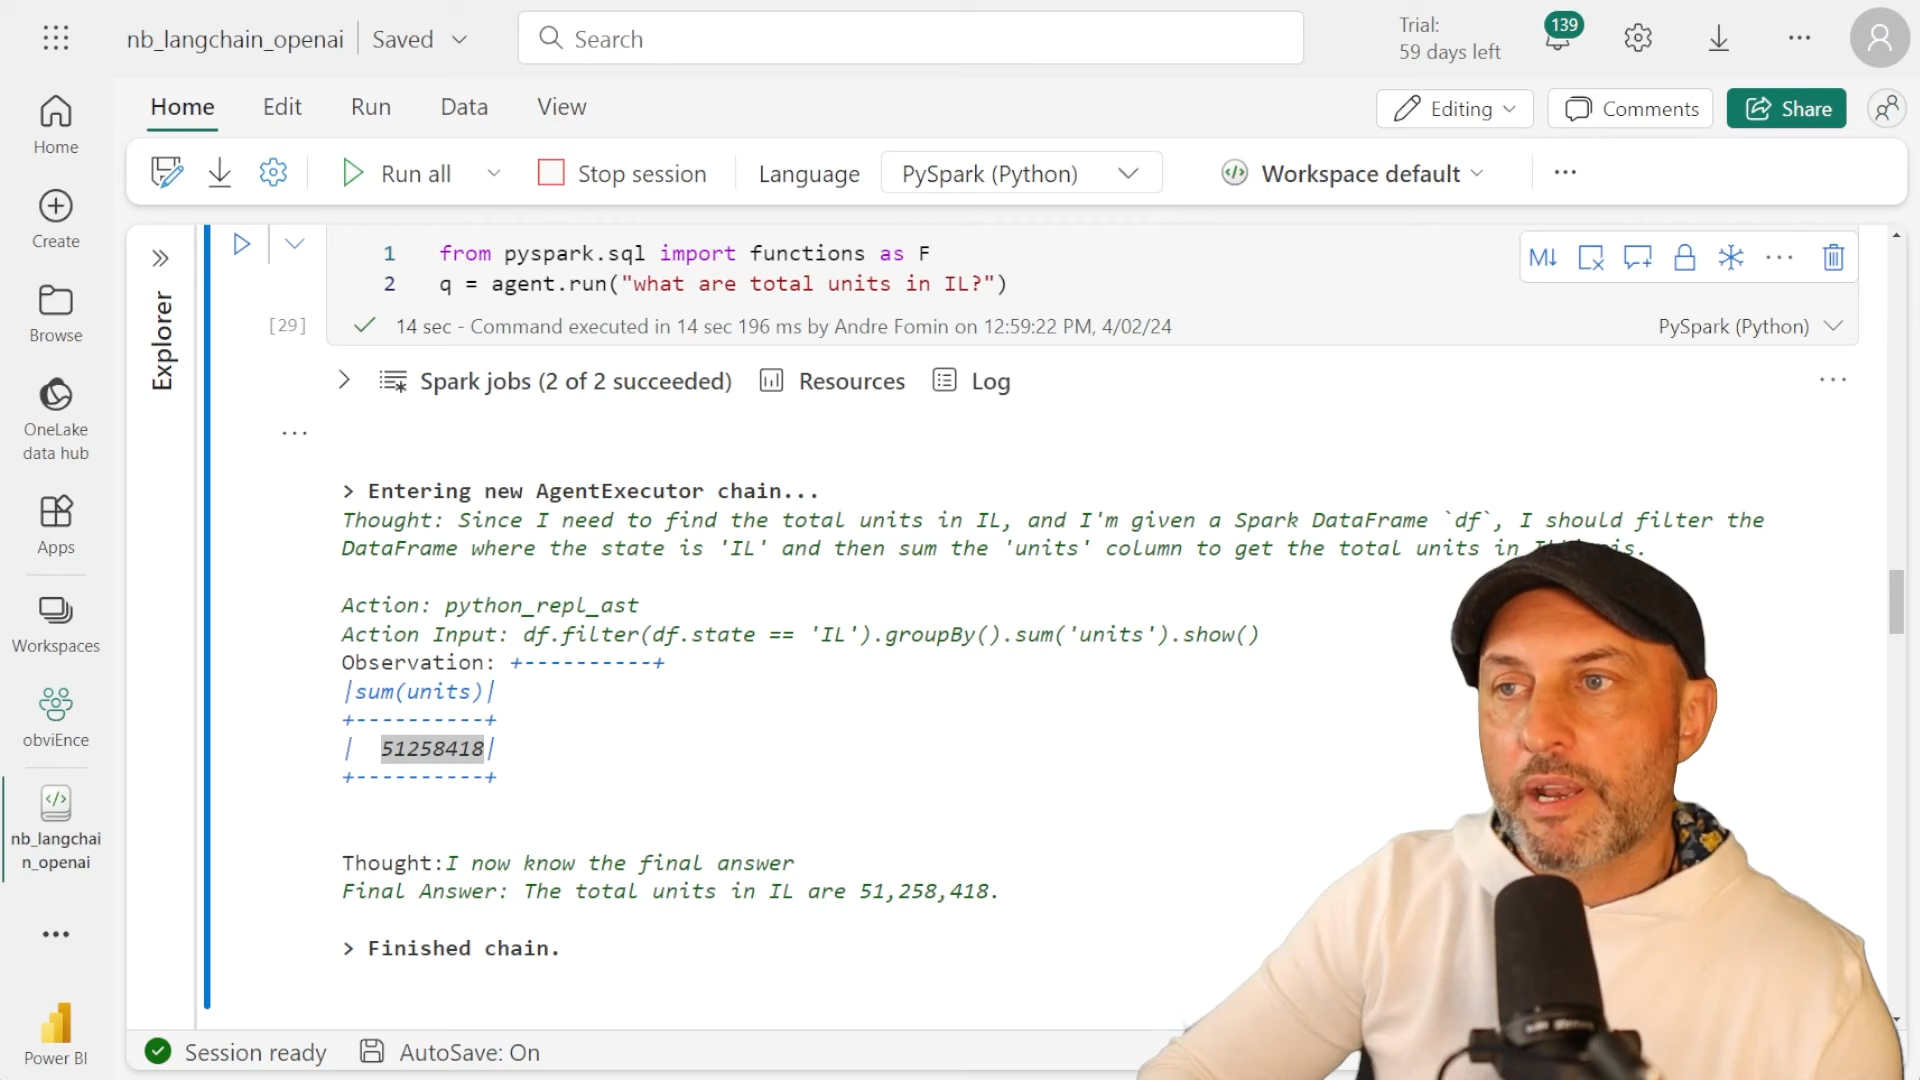 nb_langchain_openai
Saved
Search
Trial:
59 days left
139
Home
Edit
Run
Data
View
Editing
Comments
Share
Run all
Stop session
Language
PySpark (Python)
Workspace default
Home
Create
Browse
OneLake
data hub
Apps
Workspaces
obviEnce
nb_langchai
n_openai
Power BI
Explorer
1 from pyspark.sql import functions as F
2 q = agent.run("what are total units in IL?")
[29]
14 sec - Command executed in 14 sec 196 ms by Andre Fomin on 12:59:22 PM, 4/02/24
PySpark (Python)
M↓
Spark jobs (2 of 2 succeeded)
Resources
Log
> Entering new AgentExecutor chain...
Thought: Since I need to find the total units in IL, and I'm given a Spark DataFrame `df`, I should filter the
DataFrame where the state is 'IL' and then sum the 'units' column to get the total units in
Action: python_repl_ast
Action Input: df.filter(df.state == 'IL').groupBy().sum('units').show()
Observation: +----------+
|sum(units)|
+----------+
|  51258418|
+----------+
Thought:I now know the final answer
Final Answer: The total units in IL are 51,258,418.
> Finished chain.
Session ready
AutoSave: On